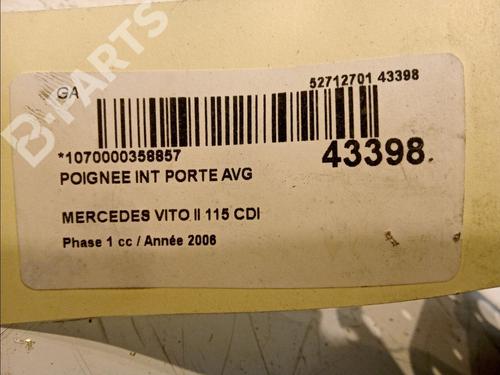 B-PARTS
GA
52712701 43398
*1070000358857
43398
POIGNEE INT PORTE AVG
MERCEDES VITO II 115 CDI
Phase 1 cc / Année 2006